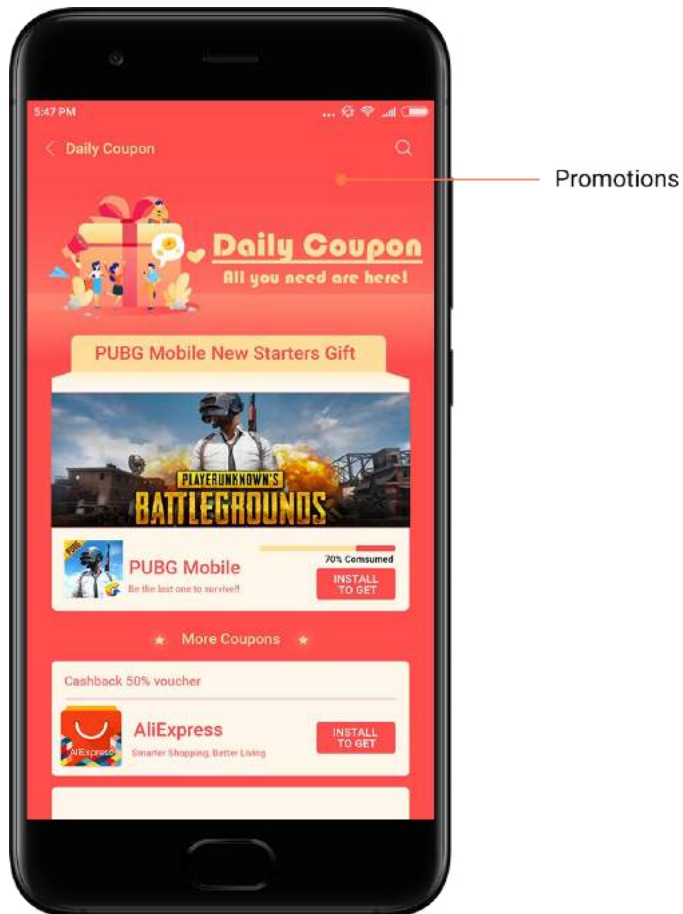 5:47 PM
Daily Coupon
Promotions
Daily Coupon
All you need are here!
PUBG Mobile New Starters Gift
PLAYERUNKNOWN'S
BATTLEGROUNDS
70% Comsumed
PUBG
PUBG Mobile
Be the last one to survive!!
INSTALL
TO GET
More Coupons
Cashback 50% voucher
AliExpress
AliExpress
Smarter Shopping, Better Living
INSTALL
TO GET